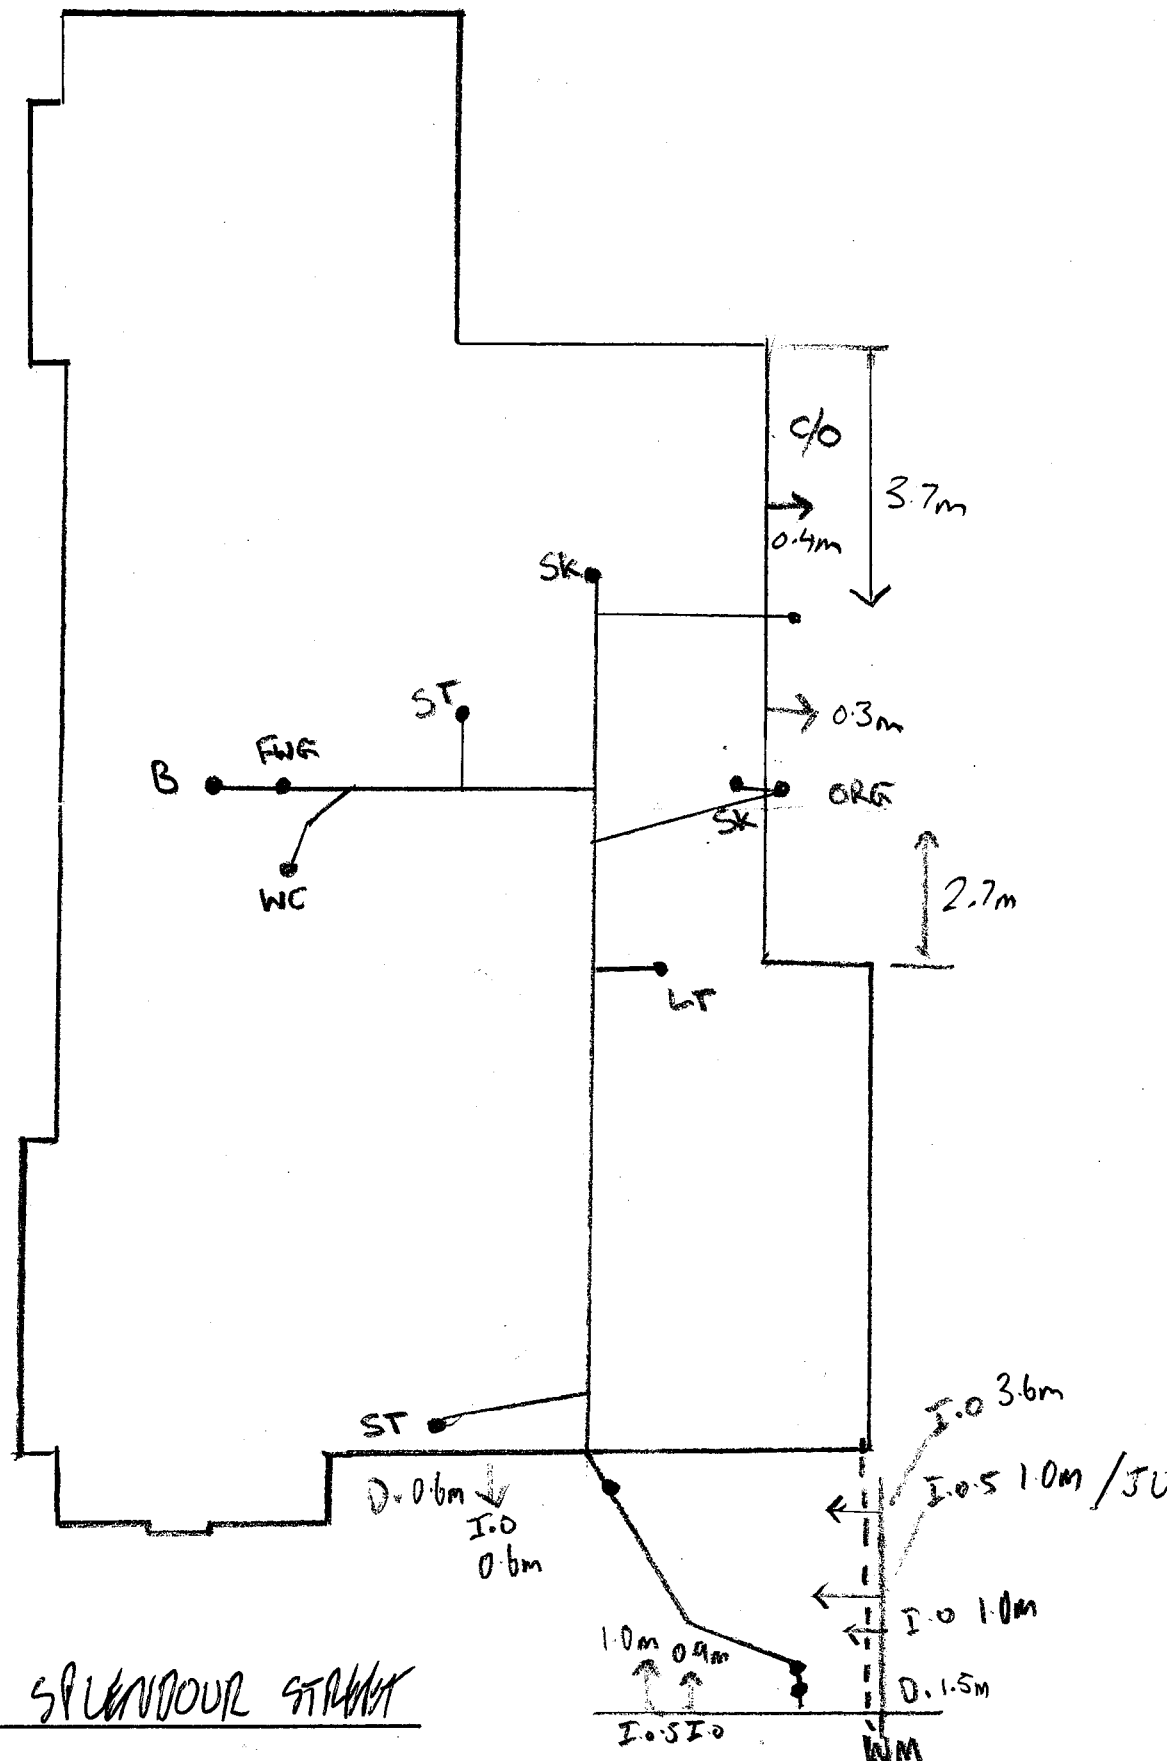 C/O
3.7m
0.4m
SK
ST
0.3m
FWG
B
ORG
SK
2.7m
WC
LT
I.O 3.6m
ST
I.O.S 1.0m /JU
D. 0.6m
I.O
0.6m
I.O 1.0m
1.0m 0.9m
D. 1.5m
SPLENDOUR STREET
I.O.S I.O
WM